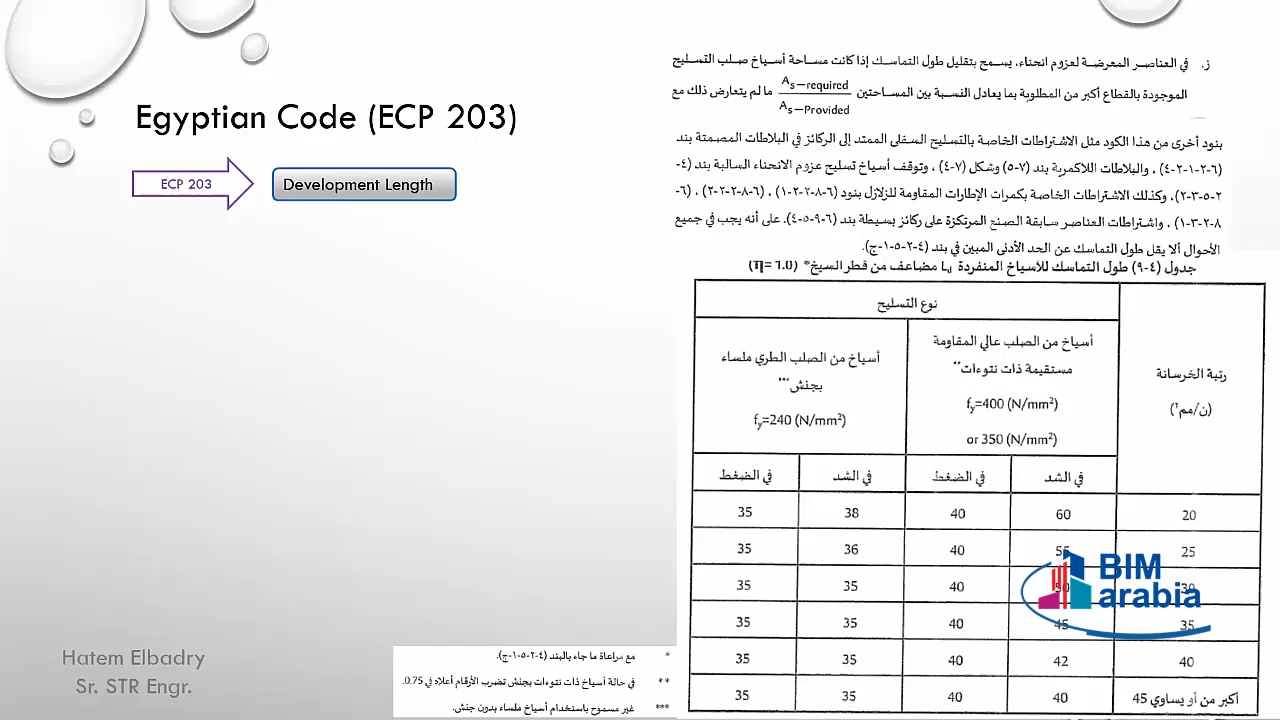 Egyptian Code (ECP 203)
ECP 203
Development Length
ز. في العناصر المعرضة لعزوم انحناء، يسمح بتقليل طول التماسك إذا كانت مساحة أسياخ صلب التسليح
الموجودة بالقطاع أكبر من المطلوبة بما يعادل النسبة بين المساحتين As–required / As–Provided ما لم يتعارض ذلك مع
بنود أخرى من هذا الكود مثل الاشتراطات الخاصة بالتسليح السفلى الممتد إلى الركائز في البلاطات المصمتة بند
(٦-٢-١-٢-٤)، والبلاطات اللاكمرية بند (٧-٥) وشكل (٧-٤) ، وتوقف أسياخ تسليح عزوم الانحناء السالبة بند (٤-
٢-٥-٣-٢)، وكذلك الاشتراطات الخاصة بكمرات الإطارات المقاومة للزلازل بنود (٦-٨-٢-٢-١) ، (٦-٨-٢-٢-٢) ، (٦-
٨-٢-٣-١) ، واشتراطات العناصر سابقة الصنع المرتكزة على ركائز بسيطة بند (٦-٩-٥-٤). على أنه يجب في جميع
الأحوال ألا يقل طول التماسك عن الحد الأدنى المبين في بند (٤-٢-٥-١-ج).
جدول (٤-٩) طول التماسك للأسياخ المنفردة Ld مضاعف من قطر السيخ* (η= 1.0)
نوع التسليح
رتبة الخرسانة
(ن/مم٢)
أسياخ من الصلب عالي المقاومة
مستقيمة ذات نتوءات**
fy=400 (N/mm²)
or 350 (N/mm²)
أسياخ من الصلب الطري ملساء
بجنش***
fy=240 (N/mm²)
في الشد في الضغط في الشد في الضغط
20 60 40 38 35
25 55 40 36 35
30 50 40 35 35
35 45 40 35 35
40 42 40 35 35
أكبر من أو يساوي 45 40 40 35 35
BIM
arabia
* مع مراعاة ما جاء بالبند (٤-٢-٥-١-ج).
** في حالة أسياخ ذات نتوءات بجنش تضرب الأرقام أعلاه في 0.75.
*** غير مسموح باستخدام أسياخ ملساء بدون جنش.
Hatem Elbadry
Sr. STR Engr.